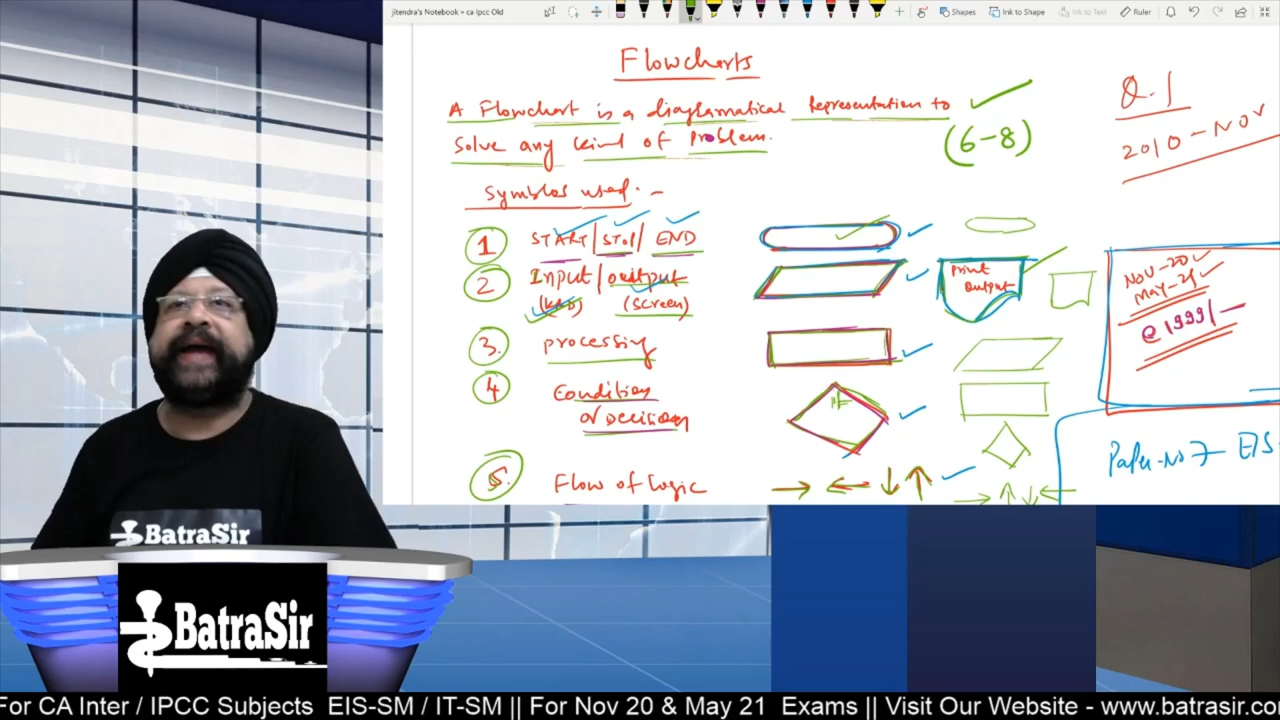 jitendra's Notebook » ca Ipcc Old
Shapes
Ink to Shape
Ink to Text
Ruler
Flowcharts
A Flowchart is a diaglamatical Representation to
Solve any kind of Problem.
(6-8)
Q.1
2010-Nov
Symbles used. -
1 START/STOP/ END
2 Input/output
(KBD) (Screen)
Print
output
3. processing
4 Condition
or Decision
IF
5. Flow of Logic
Nov-20
May-21
@1999/-
Paper-No 7- EIS
BatraSir
BatraSir
For CA Inter / IPCC Subjects EIS-SM / IT-SM || For Nov 20 & May 21 Exams || Visit Our Website - www.batrasir.co